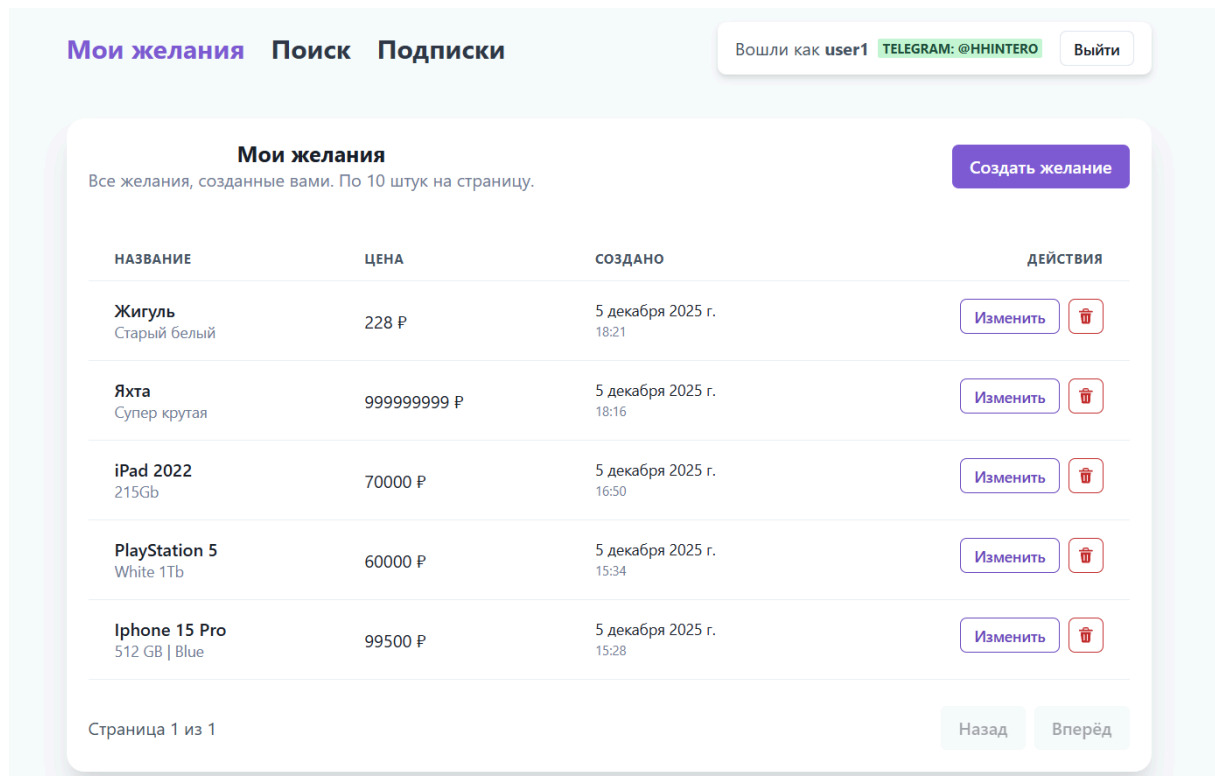 Мои желания Поиск Подписки Вошли как user1 TELEGRAM: @HHINTERO Выйти
Мои желания
Все желания, созданные вами. По 10 штук на страницу.
Создать желание
НАЗВАНИЕ ЦЕНА СОЗДАНО ДЕЙСТВИЯ
Жигуль
Старый белый
228 ₽
5 декабря 2025 г.
18:21
Изменить
Яхта
Супер крутая
999999999 ₽
5 декабря 2025 г.
18:16
Изменить
iPad 2022
215Gb
70000 ₽
5 декабря 2025 г.
16:50
Изменить
PlayStation 5
White 1Tb
60000 ₽
5 декабря 2025 г.
15:34
Изменить
Iphone 15 Pro
512 GB | Blue
99500 ₽
5 декабря 2025 г.
15:28
Изменить
Страница 1 из 1 Назад Вперёд